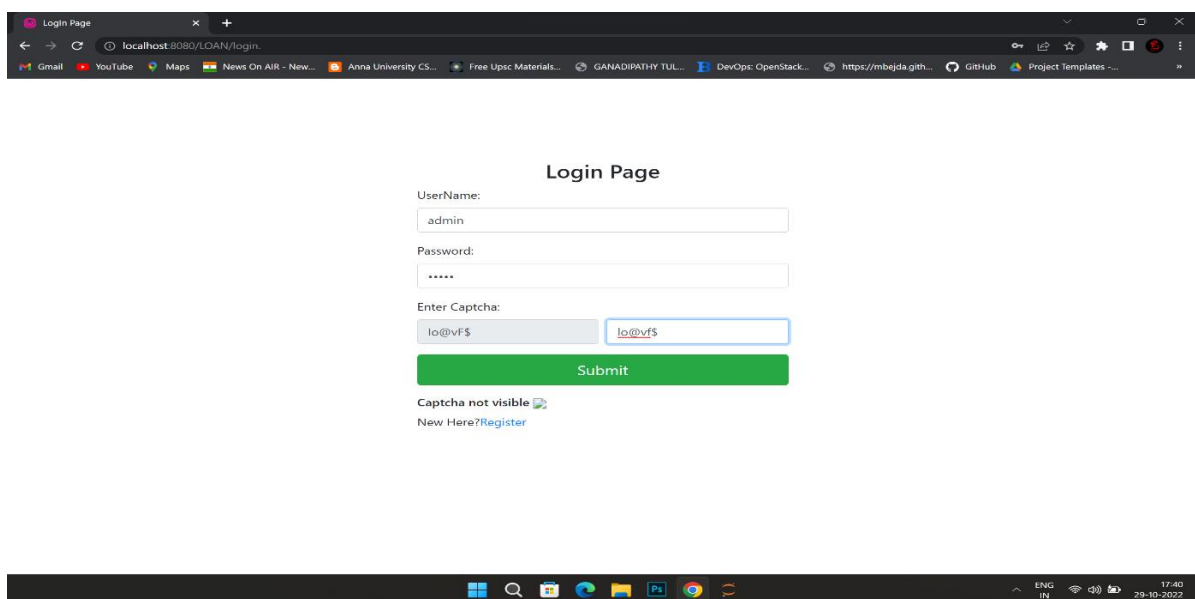 LogIn Page
localhost:8080/LOAN/login.
Gmail YouTube Maps News On AIR - New... Anna University CS... Free Upsc Materials... GANADIPATHY TUL... DevOps: OpenStack... https://mbejda.gith... GitHub Project Templates -... »
Login Page
UserName:
admin
Password:
•••••
Enter Captcha:
lo@vF$ lo@vf$
Submit
Captcha not visible
New Here?Register
Ps
ENG 17:40
IN 29-10-2022